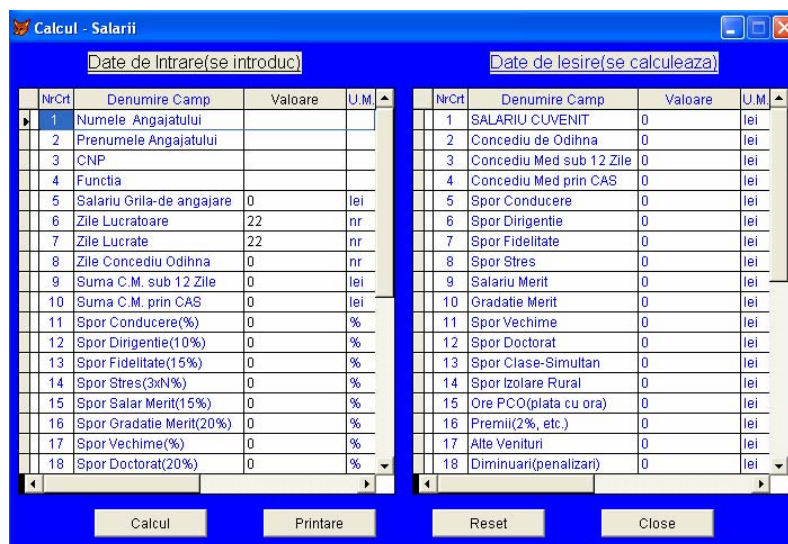 Calcul - Salarii
Date de Intrare(se introduc)
NrCrt Denumire Camp Valoare U.M.
1 Numele Angajatului
2 Prenumele Angajatului
3 CNP
4 Functia
5 Salariu Grila-de angajare 0 lei
6 Zile Lucratoare 22 nr
7 Zile Lucrate 22 nr
8 Zile Concediu Odihna 0 nr
9 Suma C.M. sub 12 Zile 0 lei
10 Suma C.M. prin CAS 0 lei
11 Spor Conducere(%) 0 %
12 Spor Dirigentie(10%) 0 %
13 Spor Fidelitate(15%) 0 %
14 Spor Stres(3xN%) 0 %
15 Spor Salar Merit(15%) 0 %
16 Spor Gradatie Merit(20%) 0 %
17 Spor Vechime(%) 0 %
18 Spor Doctorat(20%) 0 %
Date de Iesire(se calculeaza)
NrCrt Denumire Camp Valoare U.M.
1 SALARIU CUVENIT 0 lei
2 Concediu de Odihna 0 lei
3 Concediu Med sub 12 Zile 0 lei
4 Concediu Med prin CAS 0 lei
5 Spor Conducere 0 lei
6 Spor Dirigentie 0 lei
7 Spor Fidelitate 0 lei
8 Spor Stres 0 lei
9 Salariu Merit 0 lei
10 Gradatie Merit 0 lei
11 Spor Vechime 0 lei
12 Spor Doctorat 0 lei
13 Spor Clase-Simultan 0 lei
14 Spor Izolare Rural 0 lei
15 Ore PCO(plata cu ora) 0 lei
16 Premii(2%, etc.) 0 lei
17 Alte Venituri 0 lei
18 Diminuari(penalizari) 0 lei
Calcul Printare Reset Close